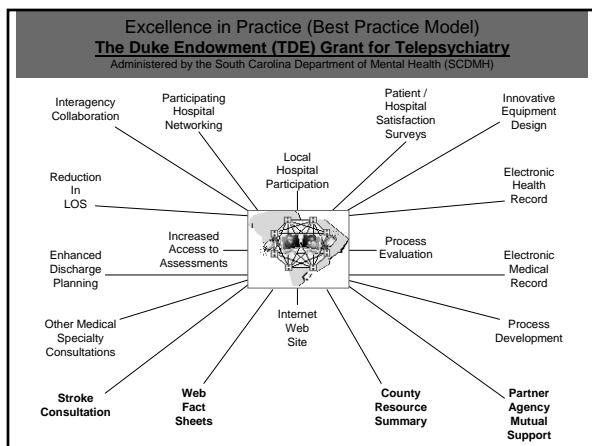 Excellence in Practice (Best Practice Model)
The Duke Endowment (TDE) Grant for Telepsychiatry
Administered by the South Carolina Department of Mental Health (SCDMH)
Interagency
Collaboration
Participating
Hospital
Networking
Patient /
Hospital
Satisfaction
Surveys
Innovative
Equipment
Design
Local
Hospital
Participation
Reduction
In
LOS
Electronic
Health
Record
Increased
Access to
Assessments
Process
Evaluation
Enhanced
Discharge
Planning
Electronic
Medical
Record
Internet
Web
Site
Other Medical
Specialty
Consultations
Process
Development
Stroke
Consultation
Web
Fact
Sheets
County
Resource
Summary
Partner
Agency
Mutual
Support